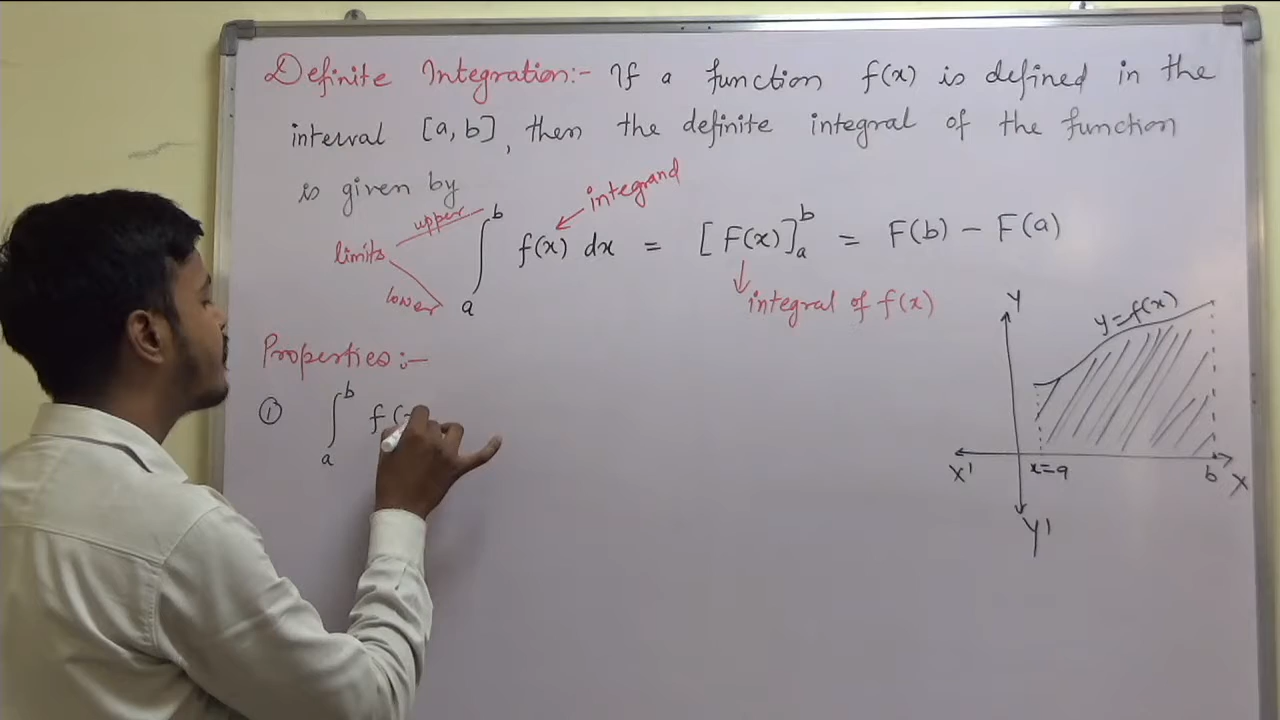 Definite Integration:- If a function f(x) is defined in the
interval [a, b], then the definite integral of the function
is given by
integrand
limits upper lower
∫ₐᵇ f(x) dx = [F(x)]ₐᵇ = F(b) − F(a)
integral of f(x)
Properties:-
① ∫ₐᵇ f(
Y
y=f(x)
X' x=a b X
Y'